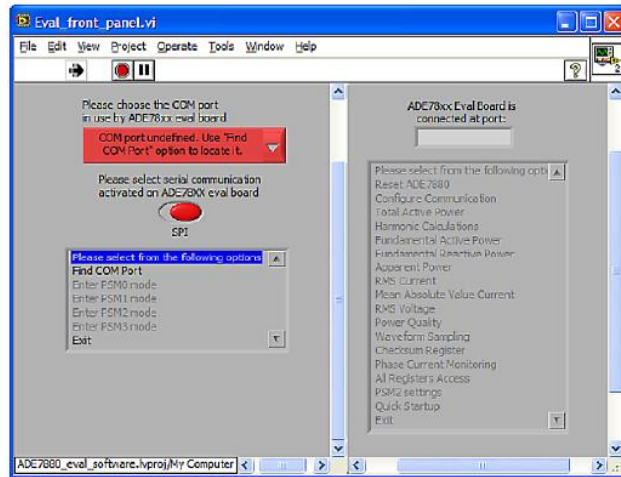 Eval_front_panel.vi
File Edit View Project Operate Tools Window Help
?
2
Please choose the COM port
in use by ADE78xx eval board
COM port undefined. Use "Find
COM Port" option to locate it.
Please select serial communication
activated on ADE78XX eval board
SPI
Please select from the following options
Find COM Port
Enter PSM0 mode
Enter PSM1 mode
Enter PSM2 mode
Enter PSM3 mode
Exit
ADE78xx Eval Board is
connected at port:
Please select from the following opti
Reset ADE7880
Configure Communication
Total Active Power
Harmonic Calculations
Fundamental Active Power
Fundamental Reactive Power
Apparent Power
RMS Current
Mean Absolute Value Current
RMS Voltage
Power Quality
Waveform Sampling
Checksum Register
Phase Current Monitoring
All Registers Access
PSM2 settings
Quick Startup
Exit
ADE7880_eval_software.lvproj/My Computer